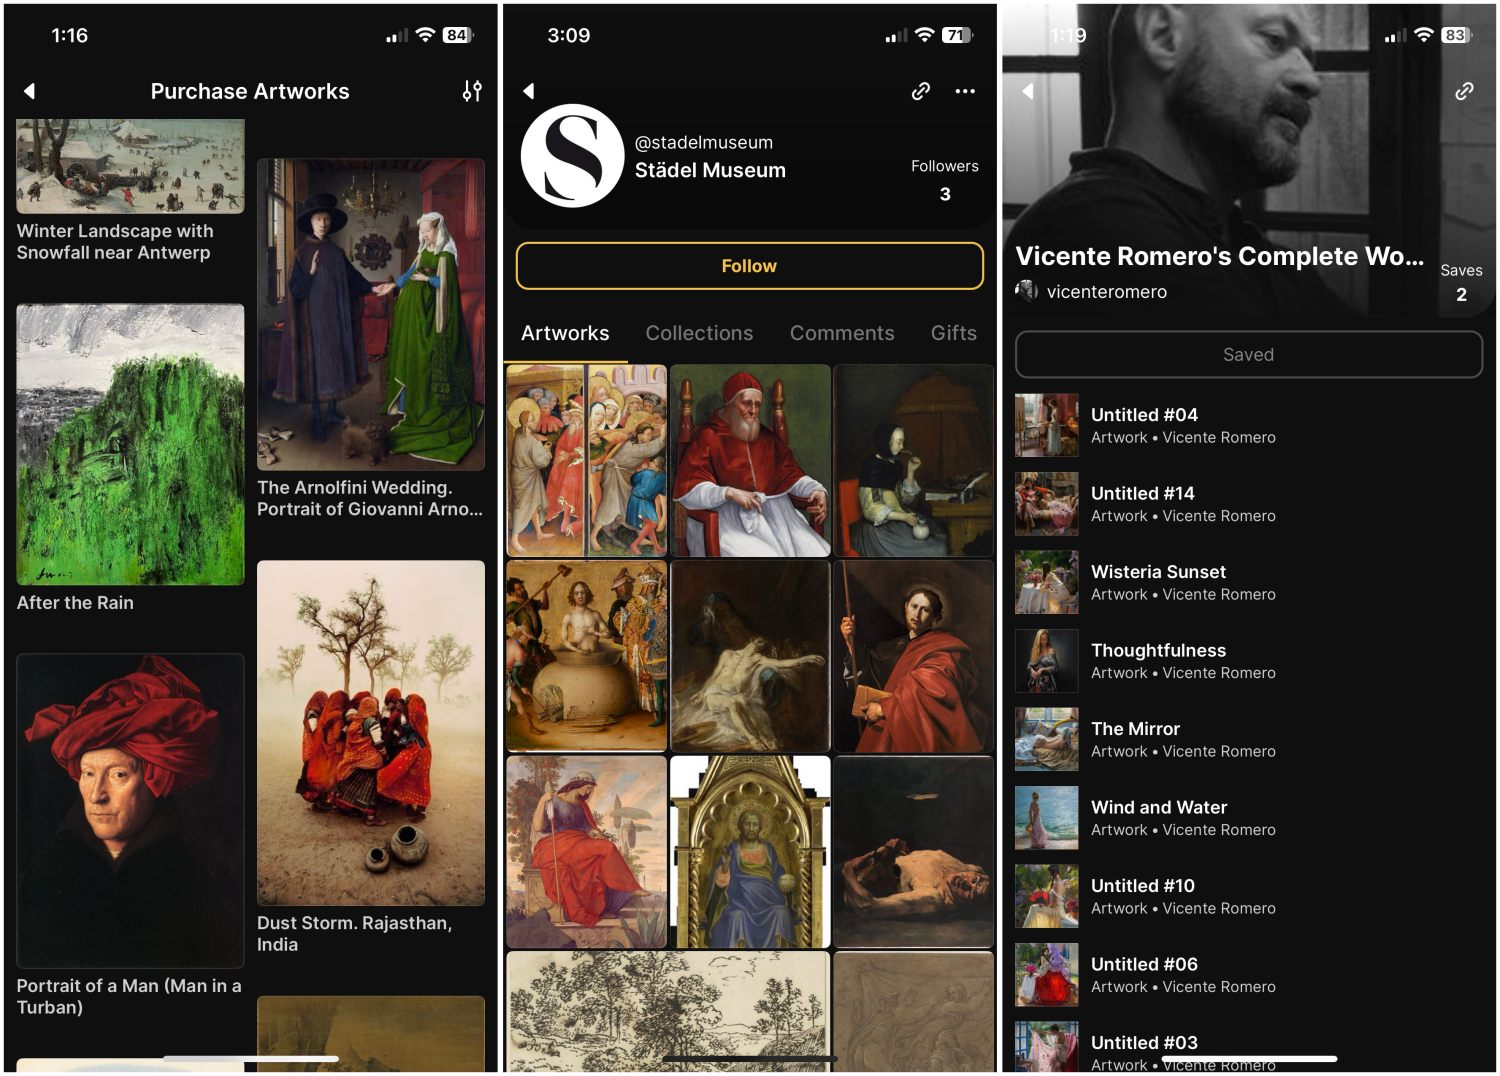 1:16
84
Purchase Artworks
Winter Landscape with
Snowfall near Antwerp
After the Rain
Portrait of a Man (Man in a
Turban)
The Arnolfini Wedding.
Portrait of Giovanni Arno...
Dust Storm. Rajasthan,
India
3:09
71
S
@stadelmuseum
Städel Museum
Followers
3
Follow
Artworks
Collections
Comments
Gifts
1:19
83
Vicente Romero's Complete Wo...
vicenteromero
Saves
2
Saved
Untitled #04
Artwork • Vicente Romero
Untitled #14
Artwork • Vicente Romero
Wisteria Sunset
Artwork • Vicente Romero
Thoughtfulness
Artwork • Vicente Romero
The Mirror
Artwork • Vicente Romero
Wind and Water
Artwork • Vicente Romero
Untitled #10
Artwork • Vicente Romero
Untitled #06
Artwork • Vicente Romero
Untitled #03
Artwork • Vicente Romero